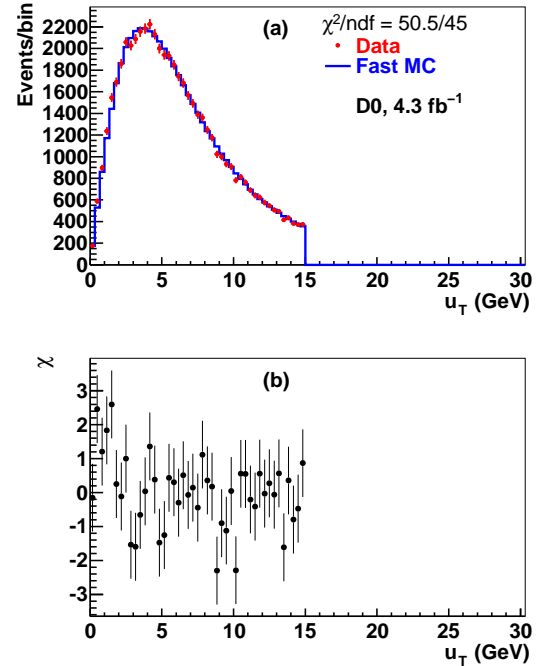 (a)
χ²/ndf = 50.5/45
Data
Fast MC
D0, 4.3 fb⁻¹
Events/bin
2200
2000
1800
1600
1400
1200
1000
800
600
400
200
0
0 5 10 15 20 25 30
u_T (GeV)
(b)
χ
3
2
1
0
-1
-2
-3
0 5 10 15 20 25 30
u_T (GeV)